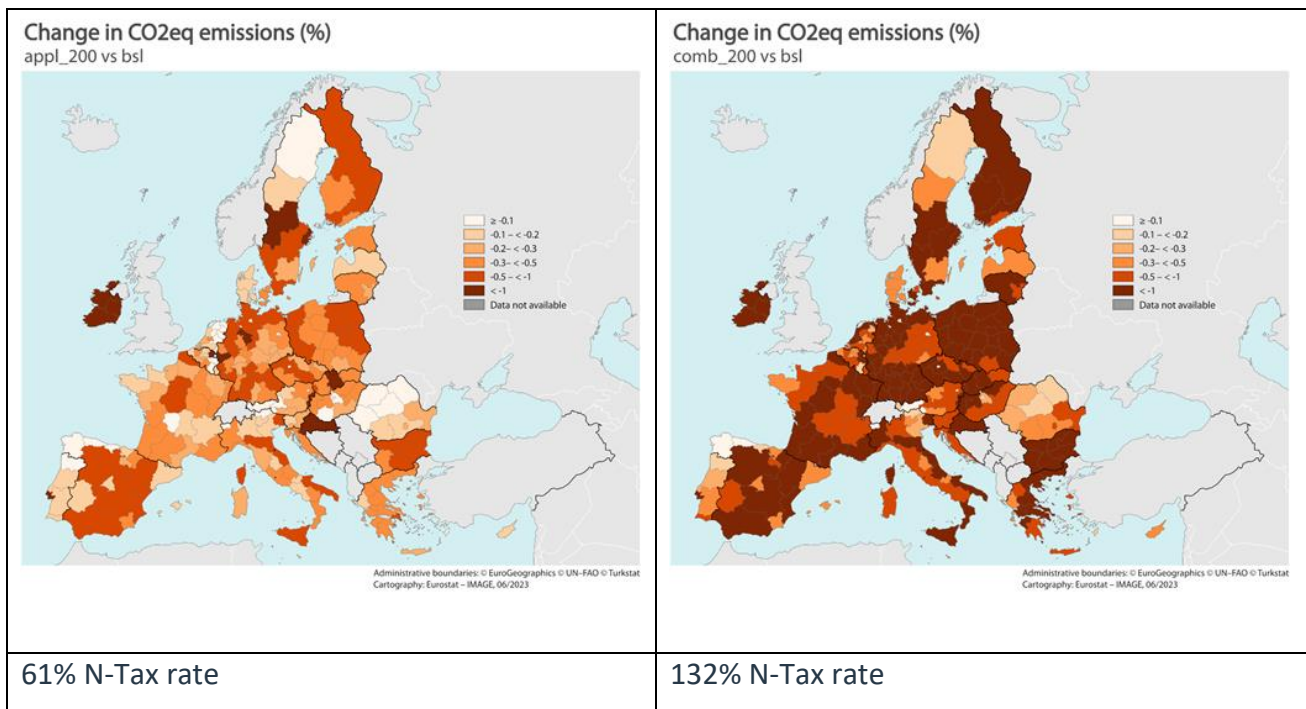 Change in CO2eq emissions (%)
appl_200 vs bsl
≥ -0.1
-0.1 – < -0.2
-0.2– < -0.3
-0.3– < -0.5
-0.5 – < -1
< -1
Data not available
Administrative boundaries: © EuroGeographics © UN–FAO © Turkstat
Cartography: Eurostat – IMAGE, 06/2023
61% N-Tax rate
Change in CO2eq emissions (%)
comb_200 vs bsl
≥ -0.1
-0.1 – < -0.2
-0.2– < -0.3
-0.3– < -0.5
-0.5 – < -1
< -1
Data not available
Administrative boundaries: © EuroGeographics © UN–FAO © Turkstat
Cartography: Eurostat – IMAGE, 06/2023
132% N-Tax rate